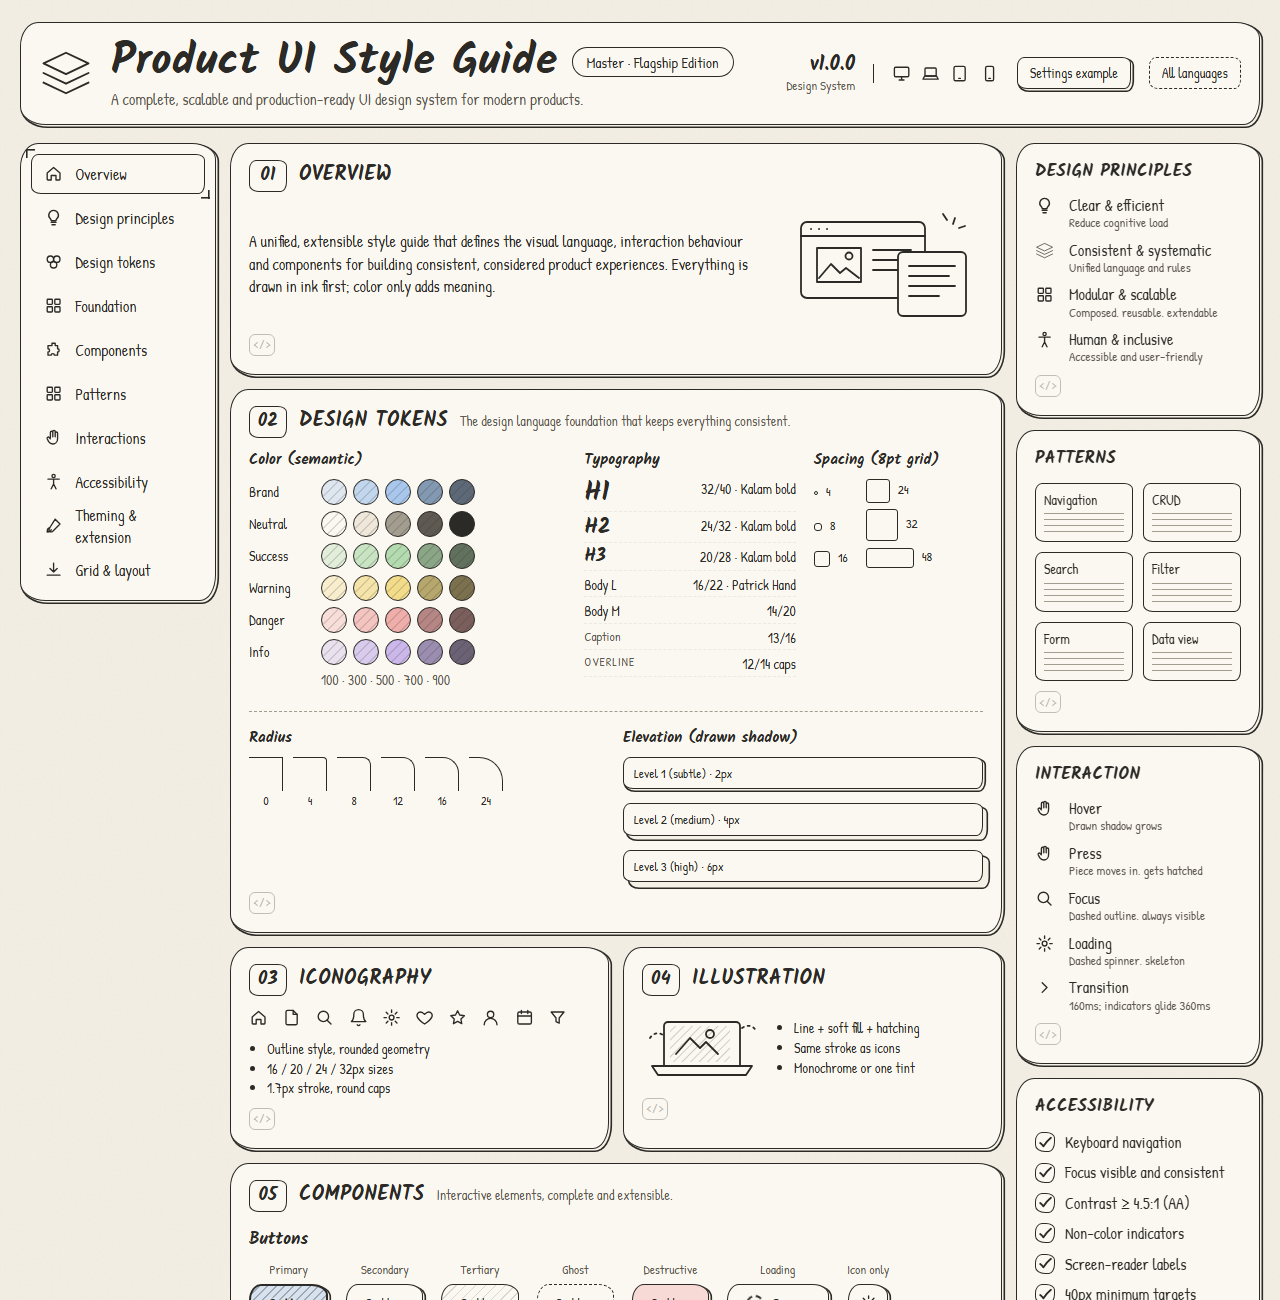 Product UI Style Guide
Master · Flagship Edition
A complete, scalable and production-ready UI design system for modern products.
v1.0.0
Design System
Settings example
All languages
Overview
Design principles
Design tokens
Foundation
Components
Patterns
Interactions
Accessibility
Theming &
extension
Grid & layout
01 OVERVIEW
A unified, extensible style guide that defines the visual language, interaction behaviour
and components for building consistent, considered product experiences. Everything is
drawn in ink first; color only adds meaning.
</>
02 DESIGN TOKENS The design language foundation that keeps everything consistent.
Color (semantic)
Brand
Neutral
Success
Warning
Danger
Info
100 · 300 · 500 · 700 · 900
Typography
H1 32/40 · Kalam bold
H2 24/32 · Kalam bold
H3 20/28 · Kalam bold
Body L 16/22 · Patrick Hand
Body M 14/20
Caption 13/16
OVERLINE 12/14 caps
Spacing (8pt grid)
4 24
8 32
16 48
Radius
0 4 8 12 16 24
Elevation (drawn shadow)
Level 1 (subtle) · 2px
Level 2 (medium) · 4px
Level 3 (high) · 6px
</>
03 ICONOGRAPHY
Outline style, rounded geometry
16 / 20 / 24 / 32px sizes
1.7px stroke, round caps
</>
04 ILLUSTRATION
Line + soft fill + hatching
Same stroke as icons
Monochrome or one tint
</>
05 COMPONENTS Interactive elements, complete and extensible.
Buttons
Primary Secondary Tertiary Ghost Destructive Loading Icon only
DESIGN PRINCIPLES
Clear & efficient
Reduce cognitive load
Consistent & systematic
Unified language and rules
Modular & scalable
Composed. reusable. extendable
Human & inclusive
Accessible and user-friendly
</>
PATTERNS
Navigation CRUD
Search Filter
Form Data view
</>
INTERACTION
Hover
Drawn shadow grows
Press
Piece moves in. gets hatched
Focus
Dashed outline. always visible
Loading
Dashed spinner. skeleton
Transition
160ms; indicators glide 360ms
</>
ACCESSIBILITY
Keyboard navigation
Focus visible and consistent
Contrast ≥ 4.5:1 (AA)
Non-color indicators
Screen-reader labels
40px minimum targets